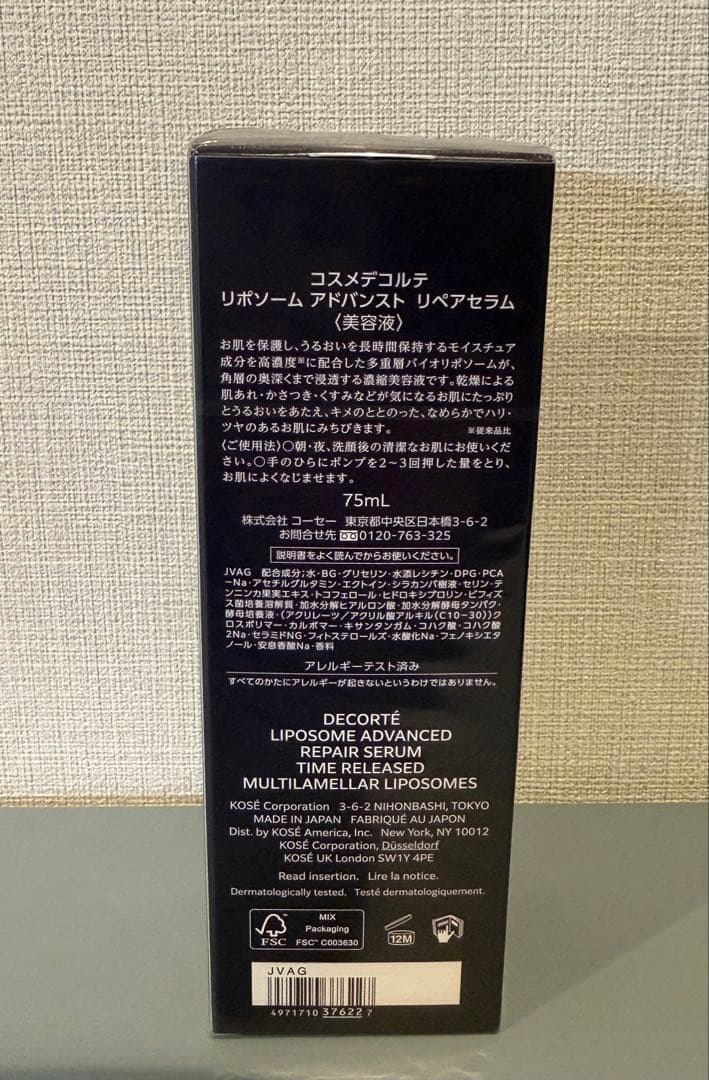 コスメデコルテ
リポソーム アドバンスト リペアセラム
〈美容液〉
お肌を保護し、うるおいを長時間保持するモイスチュア
成分を高濃度※に配合した多重層バイオリポソームが、
角層の奥深くまで浸透する濃縮美容液です。乾燥による
肌あれ・かさつき・くすみなどが気になるお肌にたっぷり
とうるおいをあたえ、キメのととのった、なめらかでハリ・
ツヤのあるお肌にみちびきます。 ※従来品比
〈ご使用法〉○朝・夜、洗顔後の清潔なお肌にお使いくだ
さい。○手のひらにポンプを2~3回押した量をとり、
お肌によくなじませます。
75mL
株式会社 コーセー 東京都中央区日本橋3-6-2
お問合せ先 0120-763-325
説明書をよく読んでからお使いください。
JVAG 配合成分;水・BG・グリセリン・水添レシチン・DPG・PCA
-Na・アセチルグルタミン・エクトイン・シラカンバ樹液・セリン・テ
ンニンカ果実エキス・トコフェロール・ヒドロキシプロリン・ビフィズ
ス菌培養溶解質・加水分解ヒアルロン酸・加水分解酵母タンパク・
酵母培養液・(アクリレーツ/アクリル酸アルキル(C10-30))ク
ロスポリマー・カルボマー・キサンタンガム・コハク酸・コハク酸
2Na・セラミドNG・フィトステロールズ・水酸化Na・フェノキシエタ
ノール・安息香酸Na・香料
アレルギーテスト済み
すべてのかたにアレルギーが起きないというわけではありません。
DECORTÉ
LIPOSOME ADVANCED
REPAIR SERUM
TIME RELEASED
MULTILAMELLAR LIPOSOMES
KOSÉ Corporation 3-6-2 NIHONBASHI, TOKYO
MADE IN JAPAN FABRIQUÉ AU JAPON
Dist. by KOSÉ America, Inc. New York, NY 10012
KOSÉ Corporation, Düsseldorf
KOSÉ UK London SW1Y 4PE
Read insertion. Lire la notice.
Dermatologically tested. Testé dermatologiquement.
FSC
MIX
Packaging
FSC™ C003630
12M
JVAG
4971710 37622 7